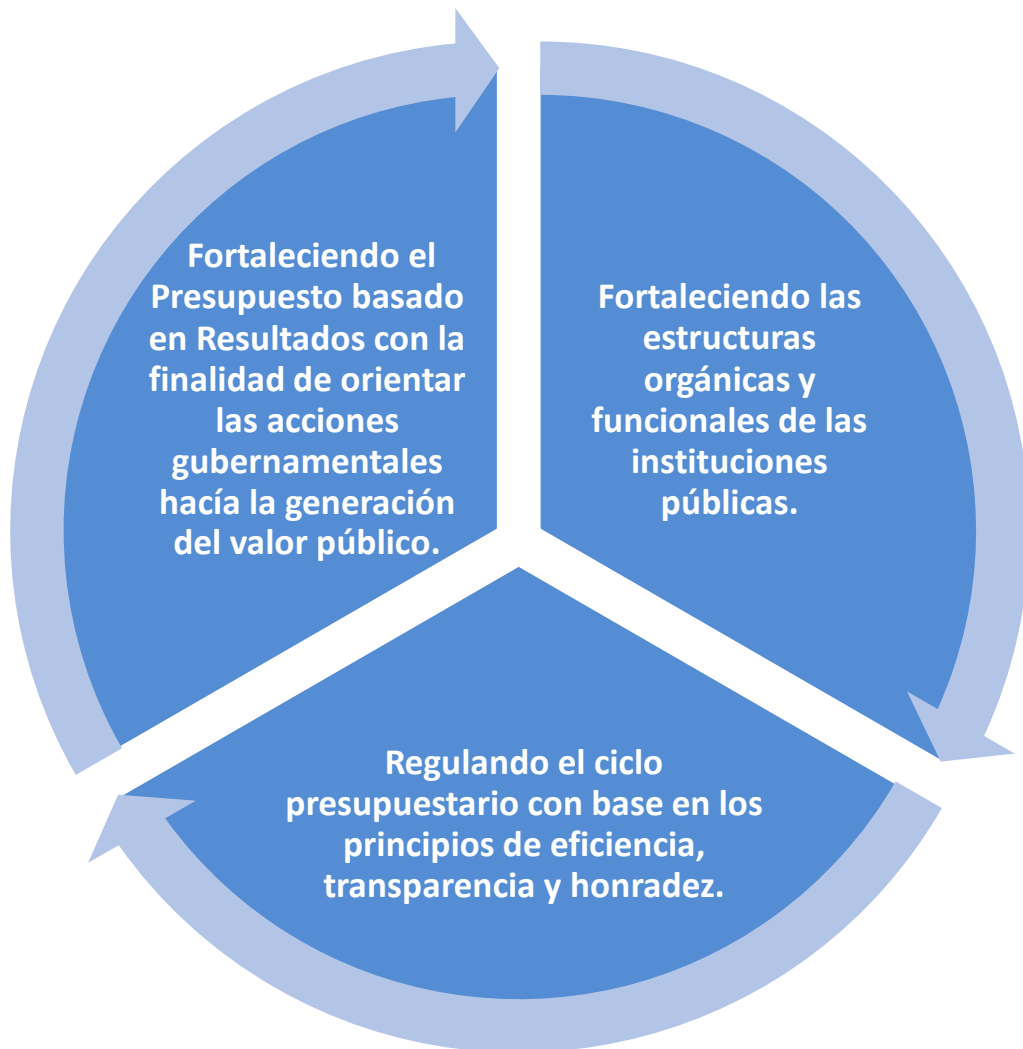 Fortaleciendo el
Presupuesto basado
en Resultados con la
finalidad de orientar
las acciones
gubernamentales
hacía la generación
del valor público.
Fortaleciendo las
estructuras
orgánicas y
funcionales de las
instituciones
públicas.
Regulando el ciclo
presupuestario con base en los
principios de eficiencia,
transparencia y honradez.